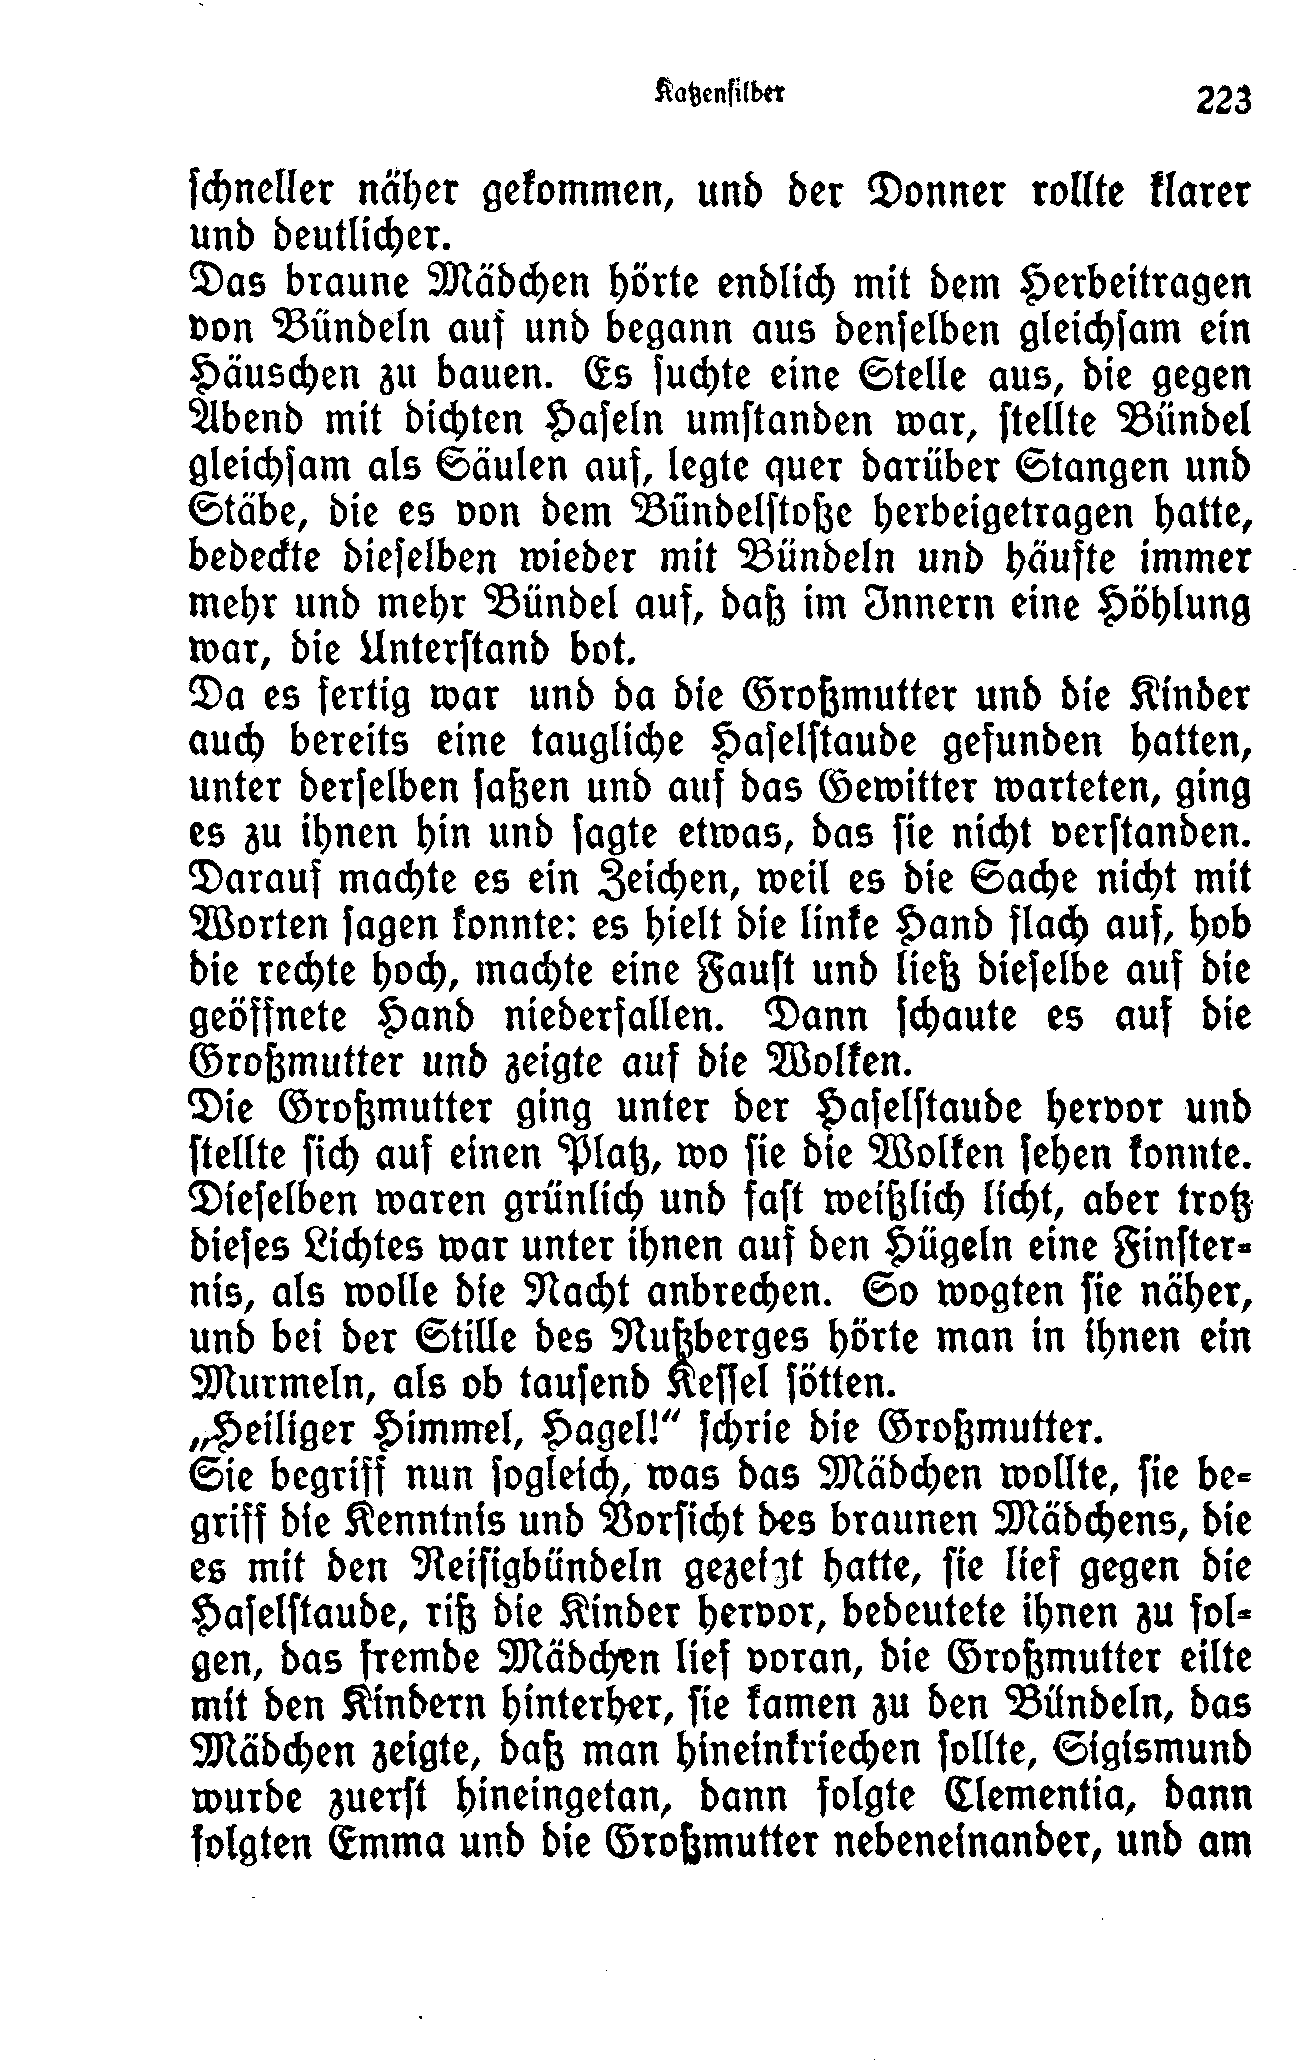 Katzensilber 223
schneller näher gekommen, und der Donner rollte klarer
und deutlicher.
Das braune Mädchen hörte endlich mit dem Herbeitragen
von Bündeln auf und begann aus denselben gleichsam ein
Häuschen zu bauen. Es suchte eine Stelle aus, die gegen
Abend mit dichten Haseln umstanden war, stellte Bündel
gleichsam als Säulen auf, legte quer darüber Stangen und
Stäbe, die es von dem Bündelstoße herbeigetragen hatte,
bedeckte dieselben wieder mit Bündeln und häufte immer
mehr und mehr Bündel auf, daß im Innern eine Höhlung
war, die Unterstand bot.
Da es fertig war und da die Großmutter und die Kinder
auch bereits eine taugliche Haselstaude gefunden hatten,
unter derselben saßen und auf das Gewitter warteten, ging
es zu ihnen hin und sagte etwas, das sie nicht verstanden.
Darauf machte es ein Zeichen, weil es die Sache nicht mit
Worten sagen konnte: es hielt die linke Hand flach auf, hob
die rechte hoch, machte eine Faust und ließ dieselbe auf die
geöffnete Hand niederfallen. Dann schaute es auf die
Großmutter und zeigte auf die Wolken.
Die Großmutter ging unter der Haselstaude hervor und
stellte sich auf einen Platz, wo sie die Wolken sehen konnte.
Dieselben waren grünlich und fast weißlich licht, aber trotz
dieses Lichtes war unter ihnen auf den Hügeln eine Finster-
nis, als wolle die Nacht anbrechen. So wogten sie näher,
und bei der Stille des Nußberges hörte man in ihnen ein
Murmeln, als ob tausend Kessel sötten.
„Heiliger Himmel, Hagel!“ schrie die Großmutter.
Sie begriff nun sogleich, was das Mädchen wollte, sie be-
griff die Kenntnis und Vorsicht des braunen Mädchens, die
es mit den Reisigbündeln gezeigt hatte, sie lief gegen die
Haselstaude, riß die Kinder hervor, bedeutete ihnen zu fol-
gen, das fremde Mädchen lief voran, die Großmutter eilte
mit den Kindern hinterher, sie kamen zu den Bündeln, das
Mädchen zeigte, daß man hineinkriechen sollte, Sigismund
wurde zuerst hineingetan, dann folgte Clementia, dann
folgten Emma und die Großmutter nebeneinander, und am